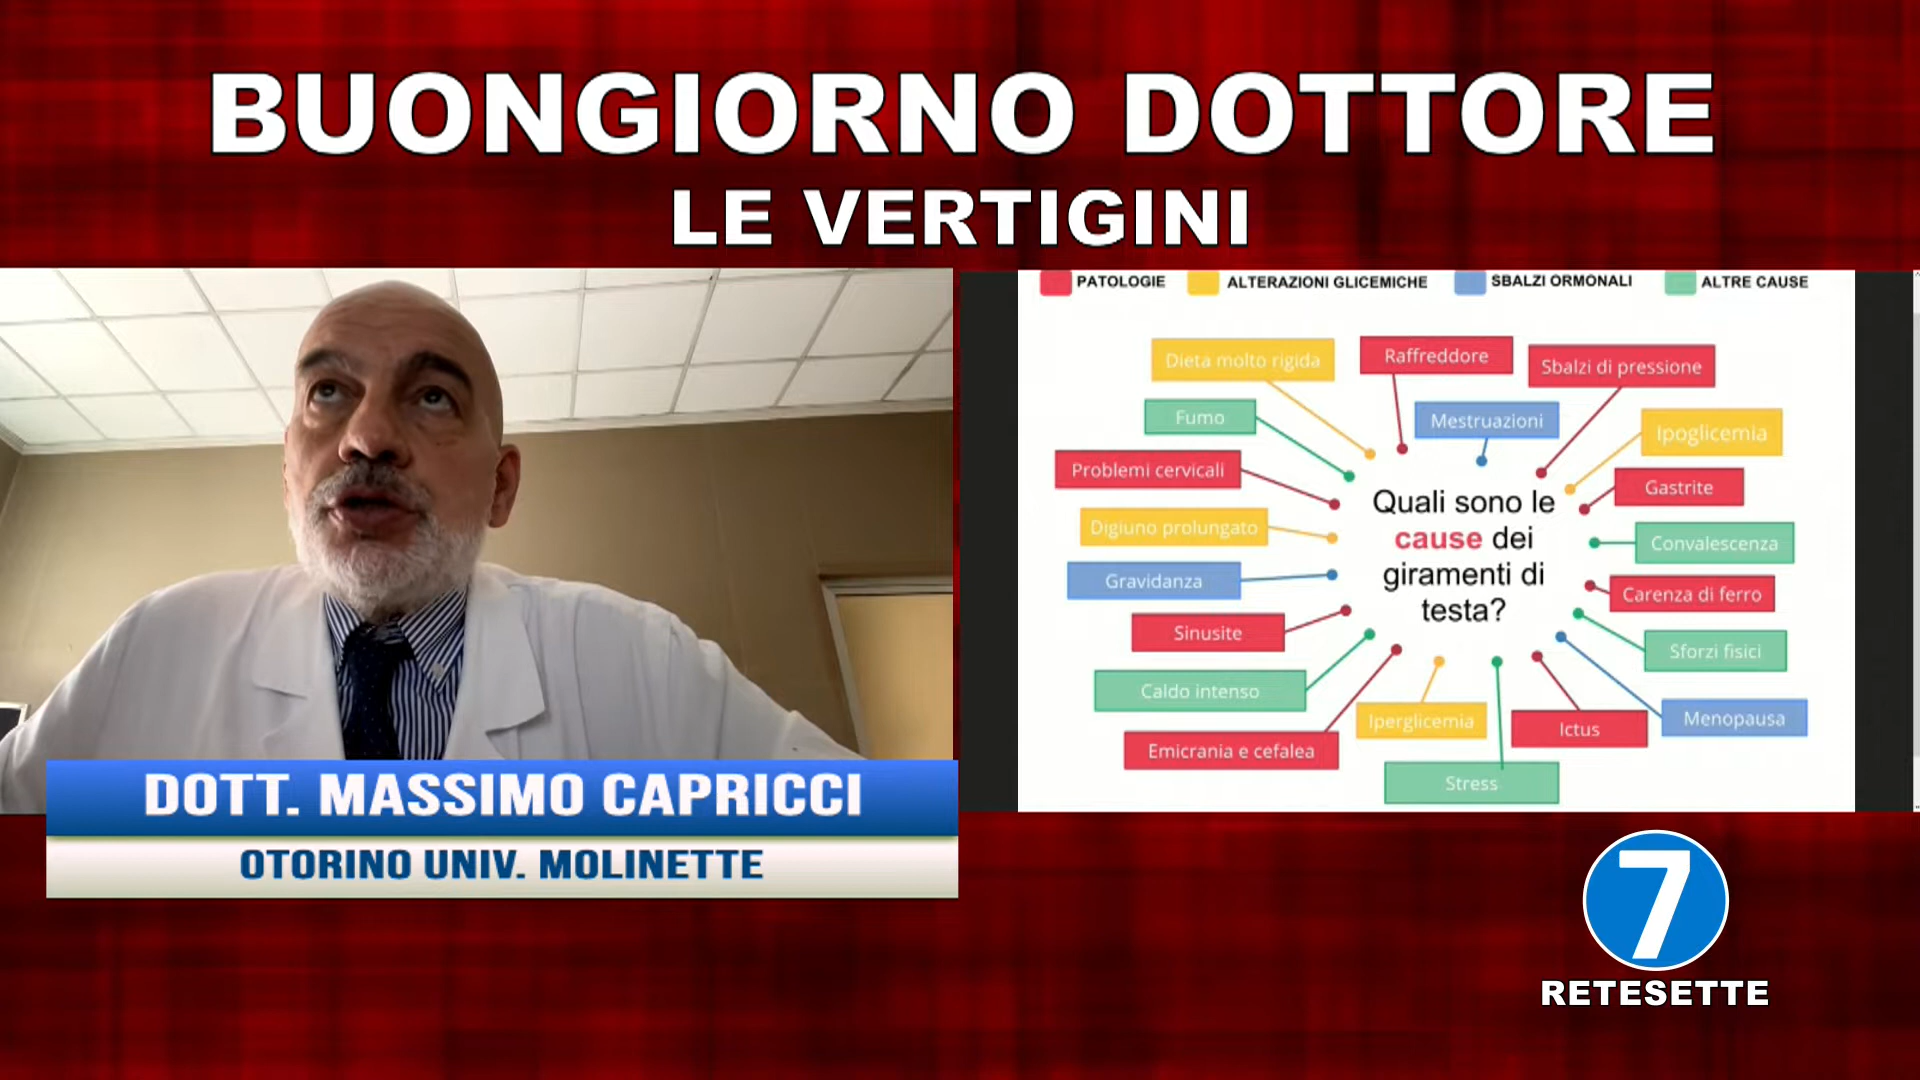 BUONGIORNO DOTTORE
LE VERTIGINI
PATOLOGIE
ALTERAZIONI GLICEMICHE
SBALZI ORMONALI
ALTRE CAUSE
Dieta molto rigida
Raffreddore
Sbalzi di pressione
Fumo
Mestruazioni
Ipoglicemia
Problemi cervicali
Gastrite
Digiuno prolungato
Convalescenza
Gravidanza
Carenza di ferro
Sinusite
Sforzi fisici
Caldo intenso
Menopausa
Iperglicemia
Ictus
Emicrania e cefalea
Stress
Quali sono le
cause dei
giramenti di
testa?
DOTT. MASSIMO CAPRICCI
OTORINO UNIV. MOLINETTE
7
RETESETTE